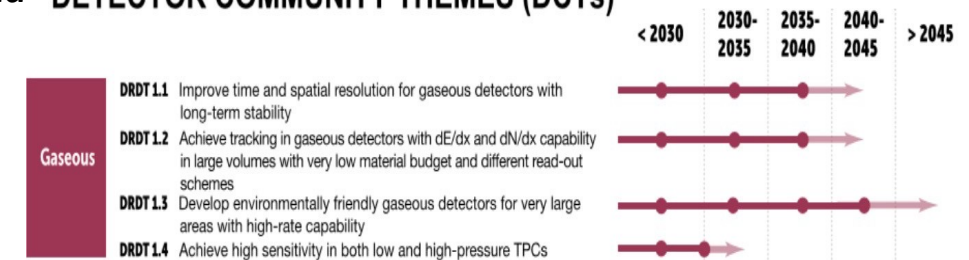 DETECTOR COMMUNITY THEMES (DCTs)
< 2030
2030-
2035
2035-
2040
2040-
2045
> 2045
Gaseous
DRDT 1.1 Improve time and spatial resolution for gaseous detectors with
long-term stability
DRDT 1.2 Achieve tracking in gaseous detectors with dE/dx and dN/dx capability
in large volumes with very low material budget and different read-out
schemes
DRDT 1.3 Develop environmentally friendly gaseous detectors for very large
areas with high-rate capability
DRDT 1.4 Achieve high sensitivity in both low and high-pressure TPCs